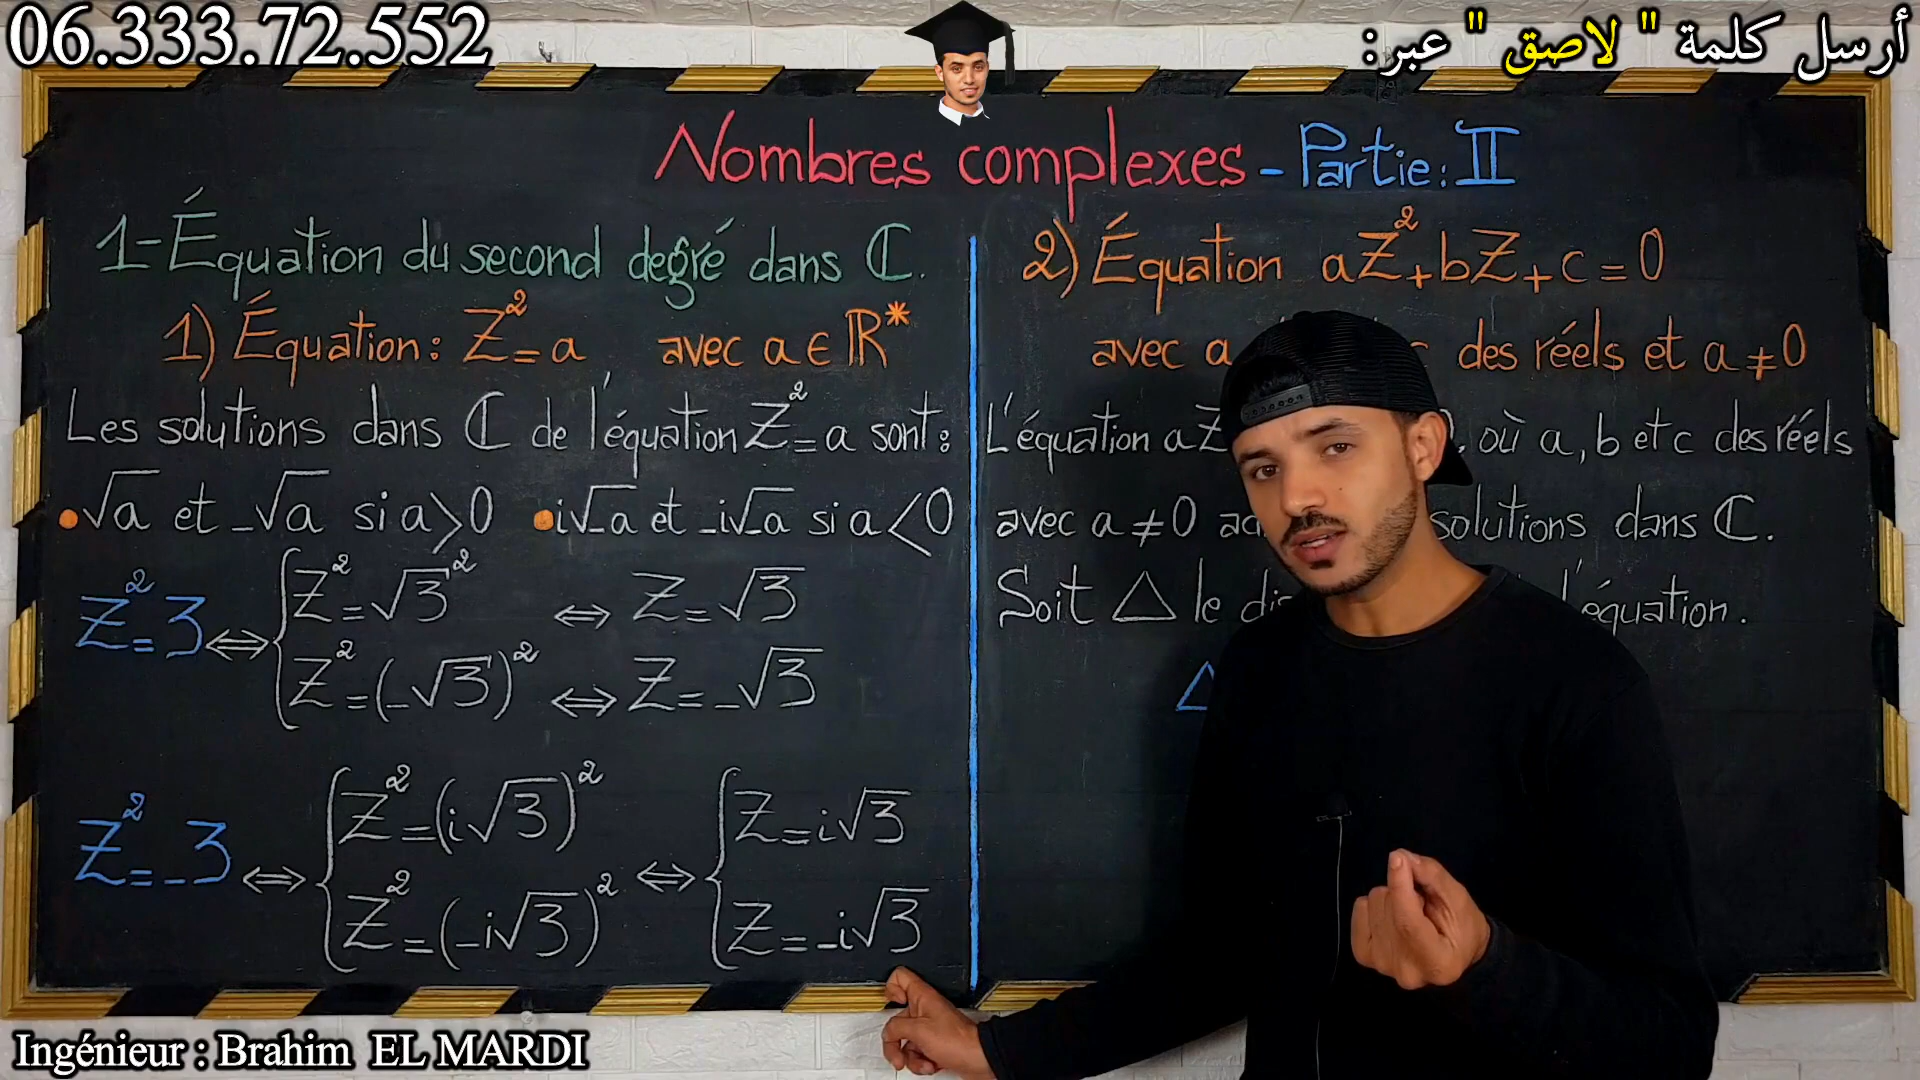 06.333.72.552
أرسل كلمة " لاصق " عبر:
Nombres complexes - Partie: II
1-Équation du second degré dans ℂ.
1) Équation: Z² = a avec a ∈ ℝ*
Les solutions dans ℂ de l'équation Z² = a sont:
• √a et -√a si a > 0 • i√-a et -i√-a si a < 0
Z² = 3 ⇔ { Z² = √3² ⇔ Z = √3
Z² = (-√3)² ⇔ Z = -√3
Z² = -3 ⇔ { Z² = (i√3)² ⇔ { Z = i√3
Z² = (-i√3)² Z = -i√3
2) Équation aZ² + bZ + c = 0
avec a des réels et a ≠ 0
L'équation aZ où a, b et c des réels
avec a ≠ 0 solutions dans ℂ.
Soit △ le l'équation.
△
Ingénieur : Brahim EL MARDI